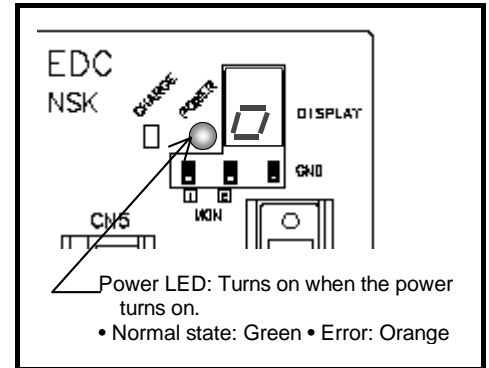 EDC
NSK
CHARGE
POWER
DISPLAY
GND
MON
CN5
Power LED: Turns on when the power
turns on.
• Normal state: Green • Error: Orange